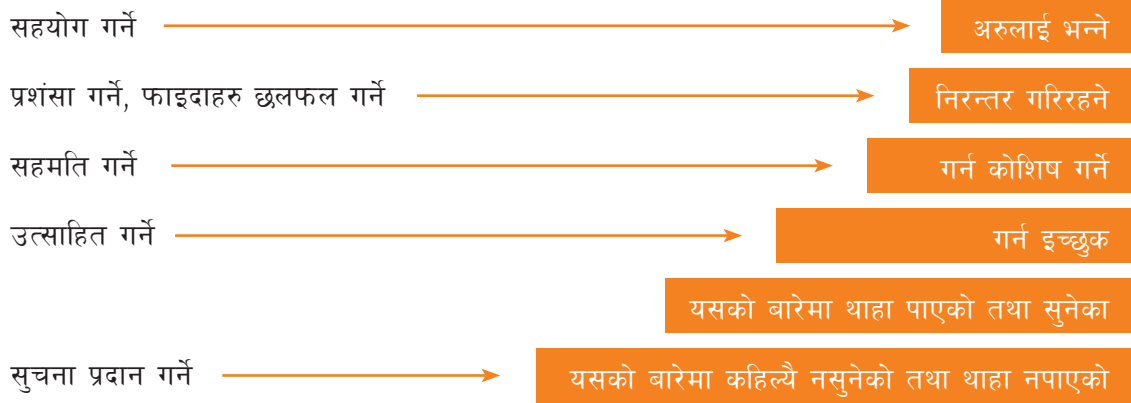 सहयोग गर्ने अरुलाई भन्ने
प्रशंसा गर्ने, फाइदाहरु छलफल गर्ने निरन्तर गरिरहने
सहमति गर्ने गर्न कोशिष गर्ने
उत्साहित गर्ने गर्न इच्छुक
यसको बारेमा थाहा पाएको तथा सुनेका
सुचना प्रदान गर्ने यसको बारेमा कहिल्यै नसुनेको तथा थाहा नपाएको